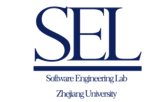 SEL
Software Engineering Lab
Zhejiang University